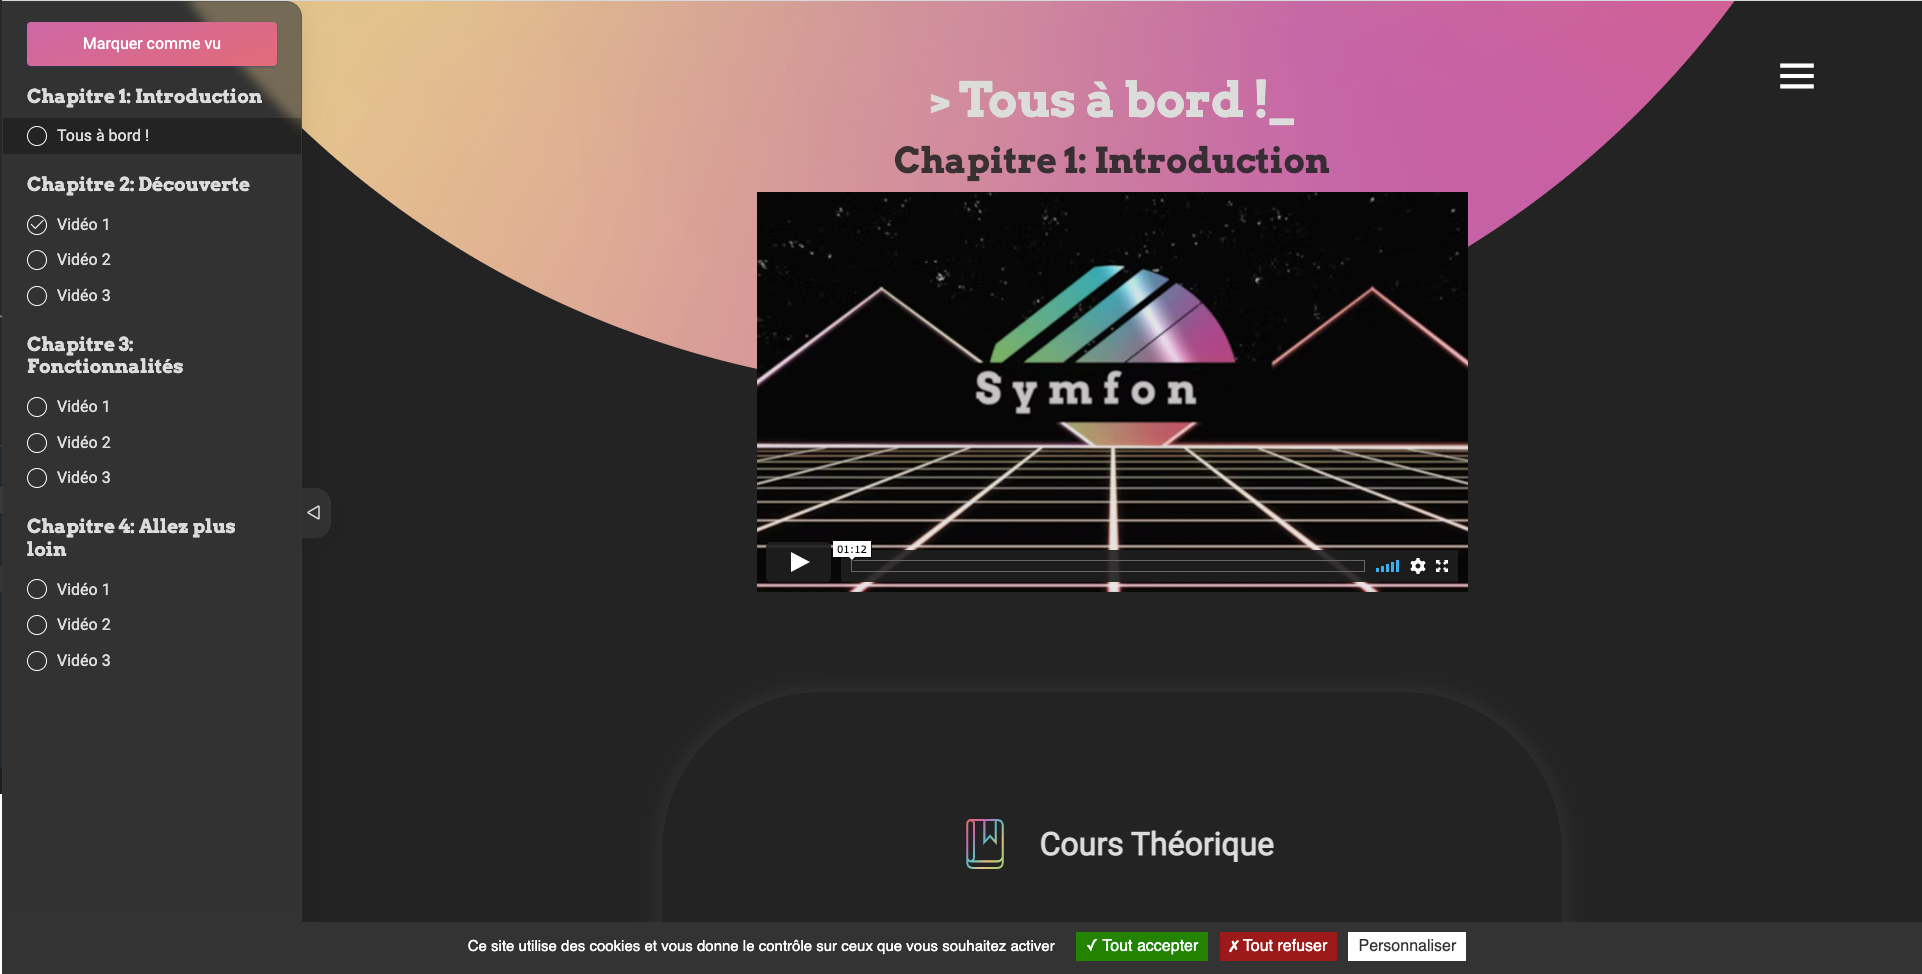 Marquer comme vu
Chapitre 1: Introduction
Tous à bord !
Chapitre 2: Découverte
Vidéo 1
Vidéo 2
Vidéo 3
Chapitre 3:
Fonctionnalités
Vidéo 1
Vidéo 2
Vidéo 3
Chapitre 4: Allez plus
loin
Vidéo 1
Vidéo 2
Vidéo 3
> Tous à bord !_
Chapitre 1: Introduction
Symfon
01:12
Cours Théorique
Ce site utilise des cookies et vous donne le contrôle sur ceux que vous souhaitez activer
✓ Tout accepter
✗ Tout refuser
Personnaliser